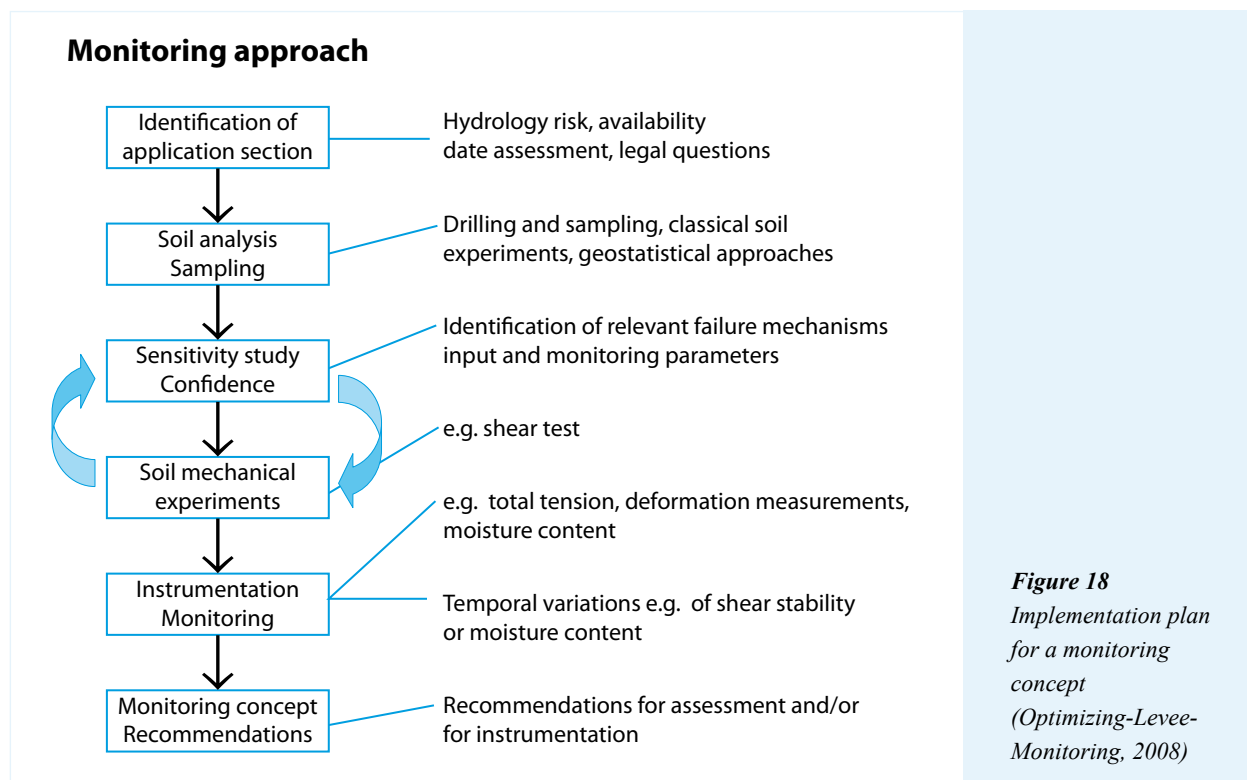 Monitoring approach
Identification of
application section
Hydrology risk, availability
date assessment, legal questions
Soil analysis
Sampling
Drilling and sampling, classical soil
experiments, geostatistical approaches
Sensitivity study
Confidence
Identification of relevant failure mechanisms
input and monitoring parameters
Soil mechanical
experiments
e.g. shear test
Instrumentation
Monitoring
e.g. total tension, deformation measurements,
moisture content
Temporal variations e.g. of shear stability
or moisture content
Monitoring concept
Recommendations
Recommendations for assessment and/or
for instrumentation
Figure 18
Implementation plan
for a monitoring
concept
(Optimizing-Levee-
Monitoring, 2008)